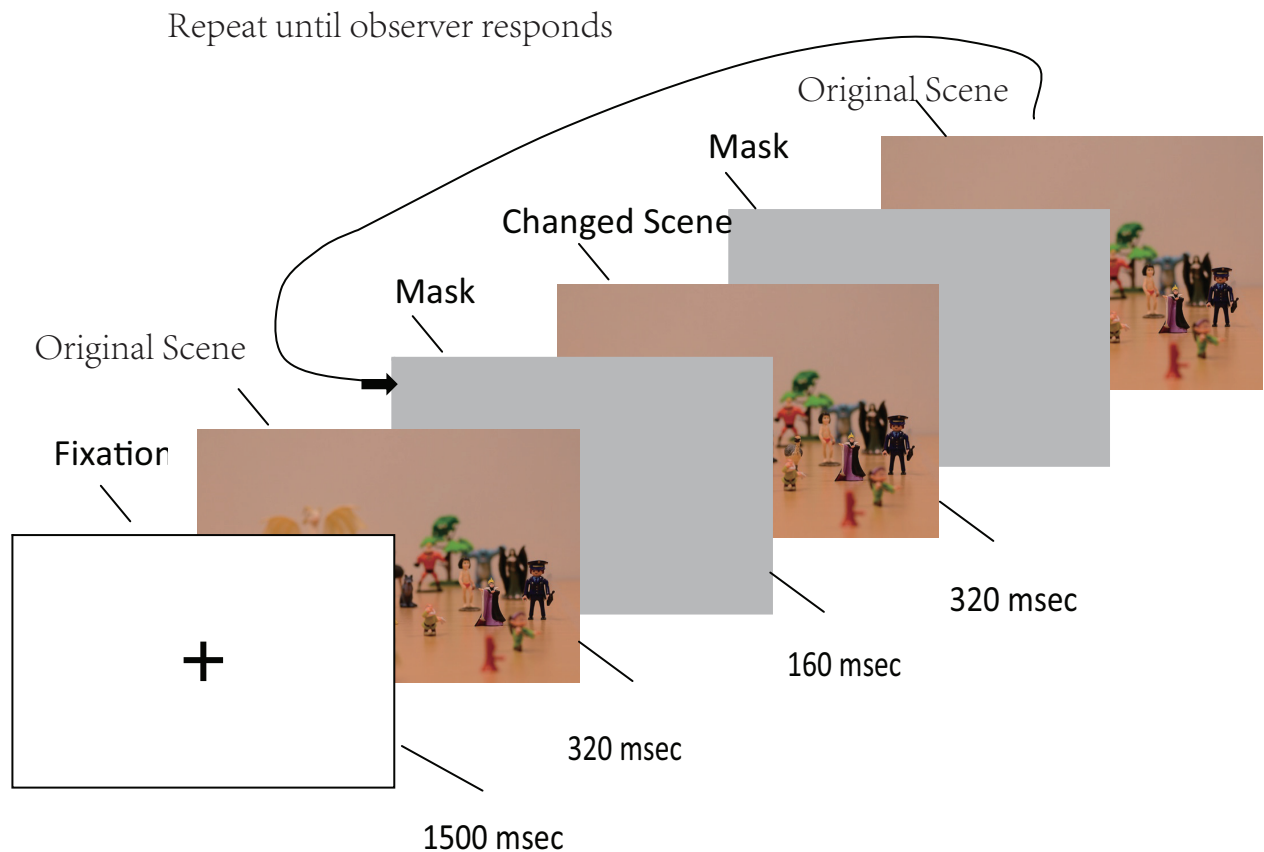 Repeat until observer responds
Original Scene
Mask
Changed Scene
Mask
Original Scene
Fixation
320 msec
160 msec
320 msec
1500 msec